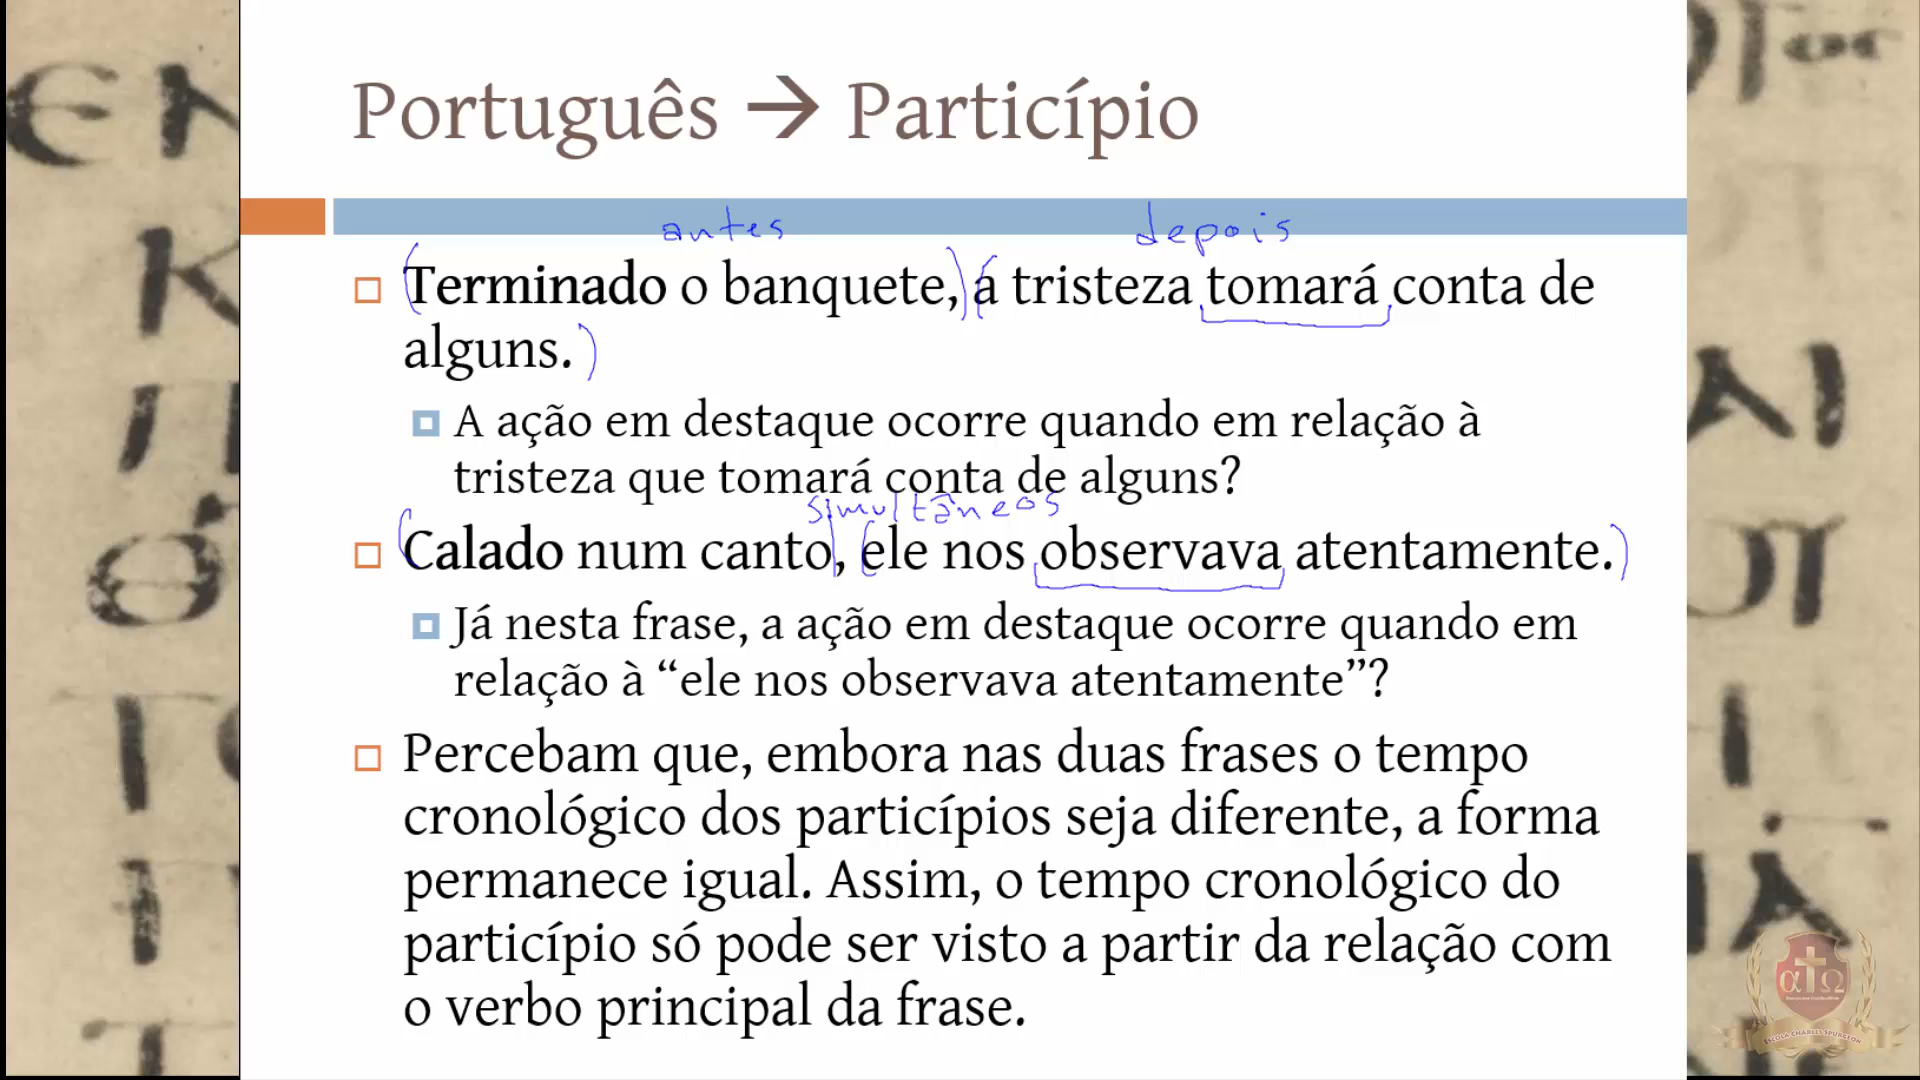 Português → Particípio
antes depois
Terminado o banquete, a tristeza tomará conta de
alguns.
A ação em destaque ocorre quando em relação à
tristeza que tomará conta de alguns?
simultâneos
Calado num canto, ele nos observava atentamente.
Já nesta frase, a ação em destaque ocorre quando em
relação à “ele nos observava atentamente”?
Percebam que, embora nas duas frases o tempo
cronológico dos particípios seja diferente, a forma
permanece igual. Assim, o tempo cronológico do
particípio só pode ser visto a partir da relação com
o verbo principal da frase.
α Ω
ESCOLA CHARLES SPURGEON